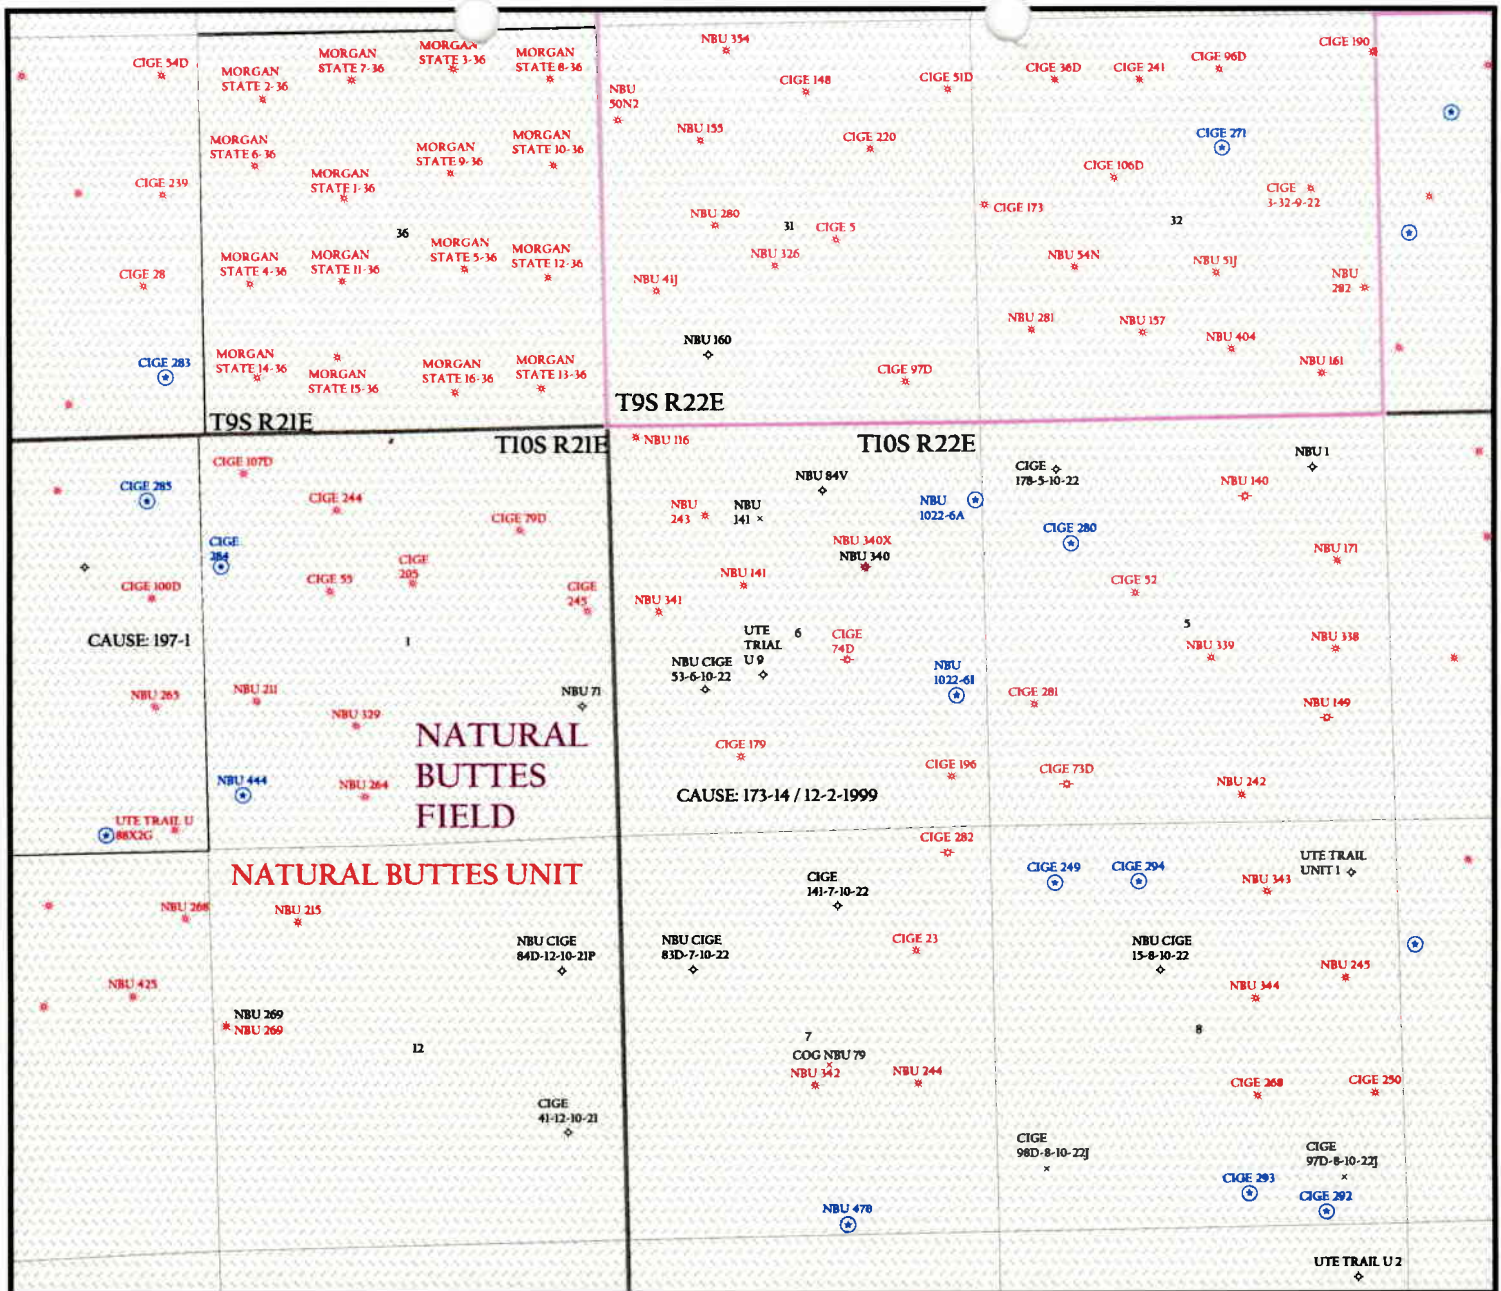 CIGE 54D
MORGAN
STATE 2-36
MORGAN
STATE 7-36
MORGAN
STATE 3-36
MORGAN
STATE 8-36
NBU 354
CIGE 148
CIGE 51D
CIGE 36D
CIGE 241
CIGE 96D
CIGE 190
NBU
50N2
NBU 155
CIGE 220
CIGE 271
MORGAN
STATE 6-36
MORGAN
STATE 1-36
MORGAN
STATE 9-36
MORGAN
STATE 10-36
CIGE 239
CIGE 106D
CIGE
3-32-9-22
CIGE 173
36
NBU 280
31
CIGE 5
32
MORGAN
STATE 4-36
MORGAN
STATE 11-36
MORGAN
STATE 5-36
MORGAN
STATE 12-36
CIGE 28
NBU 326
NBU 41J
NBU 54N
NBU 51J
NBU
282
NBU 281
NBU 157
NBU 404
NBU 160
CIGE 283
MORGAN
STATE 14-36
MORGAN
STATE 15-36
MORGAN
STATE 16-36
MORGAN
STATE 13-36
CIGE 97D
NBU 161
T9S R22E
T9S R21E
T10S R21E
NBU 116
T10S R22E
CIGE 107D
NBU 84V
CIGE
178-5-10-22
NBU 1
CIGE 285
CIGE 244
CIGE 79D
NBU
243
NBU
141
NBU
1022-6A
NBU 140
CIGE 280
CIGE
284
NBU 340X
NBU 340
NBU 171
CIGE 100D
CIGE 55
CIGE
205
CIGE
245
NBU 141
NBU 341
CIGE 52
CAUSE: 197-1
1
UTE
TRIAL
U 9
6
CIGE
74D
5
NBU 339
NBU 338
NBU CIGE
53-6-10-22
NBU
1022-6I
NBU 265
NBU 211
NBU 329
NBU 71
CIGE 281
NBU 149
NATURAL
BUTTES
FIELD
CIGE 179
CIGE 196
CIGE 73D
NBU 444
NBU 264
CAUSE: 173-14 / 12-2-1999
NBU 242
UTE TRAIL U
88X2G
CIGE 282
NATURAL BUTTES UNIT
CIGE
141-7-10-22
CIGE 249
CIGE 294
NBU 343
UTE TRAIL
UNIT 1
NBU 268
NBU 215
NBU CIGE
84D-12-10-21P
NBU CIGE
83D-7-10-22
CIGE 23
NBU CIGE
15-8-10-22
NBU 245
NBU 425
NBU 344
NBU 269
NBU 269
12
7
8
COG NBU 79
NBU 342
NBU 244
CIGE 268
CIGE 250
CIGE
41-12-10-21
CIGE
98D-8-10-22J
CIGE
97D-8-10-22J
CIGE 293
CIGE 292
NBU 478
UTE TRAIL U 2